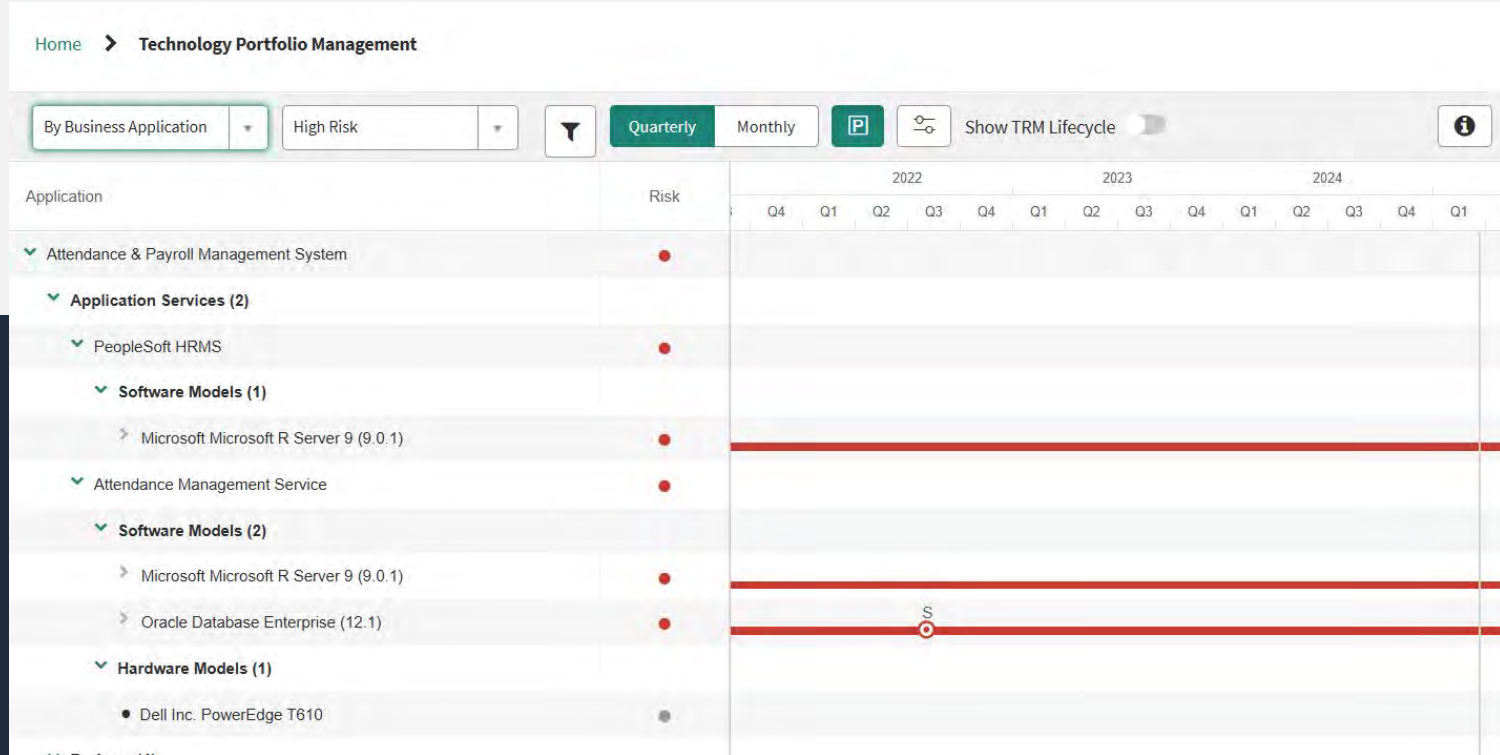 Home > Technology Portfolio Management
By Business Application High Risk Quarterly Monthly P Show TRM Lifecycle i
Application Risk
2022 2023 2024
Q4 Q1 Q2 Q3 Q4 Q1 Q2 Q3 Q4 Q1 Q2 Q3 Q4 Q1
Attendance & Payroll Management System
Application Services (2)
PeopleSoft HRMS
Software Models (1)
Microsoft Microsoft R Server 9 (9.0.1)
Attendance Management Service
Software Models (2)
Microsoft Microsoft R Server 9 (9.0.1)
S
Oracle Database Enterprise (12.1)
Hardware Models (1)
Dell Inc. PowerEdge T610